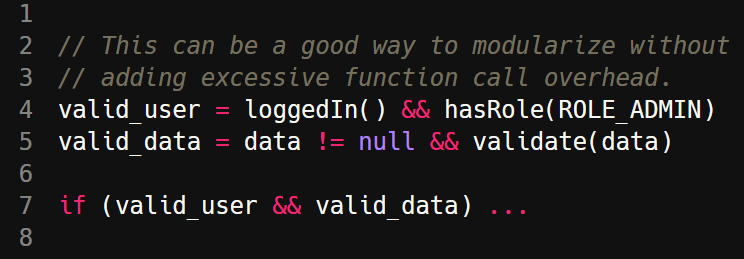 1
2 // This can be a good way to modularize without
3 // adding excessive function call overhead.
4 valid_user = loggedIn() && hasRole(ROLE_ADMIN)
5 valid_data = data != null && validate(data)
6
7 if (valid_user && valid_data) ...
8